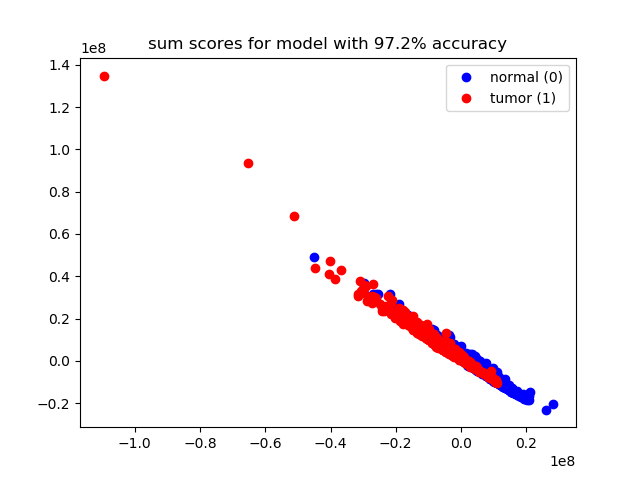 sum scores for model with 97.2% accuracy
1e8
1.4
1.2
1.0
0.8
0.6
0.4
0.2
0.0
−0.2
normal (0)
tumor (1)
−1.0 −0.8 −0.6 −0.4 −0.2 0.0 0.2
1e8